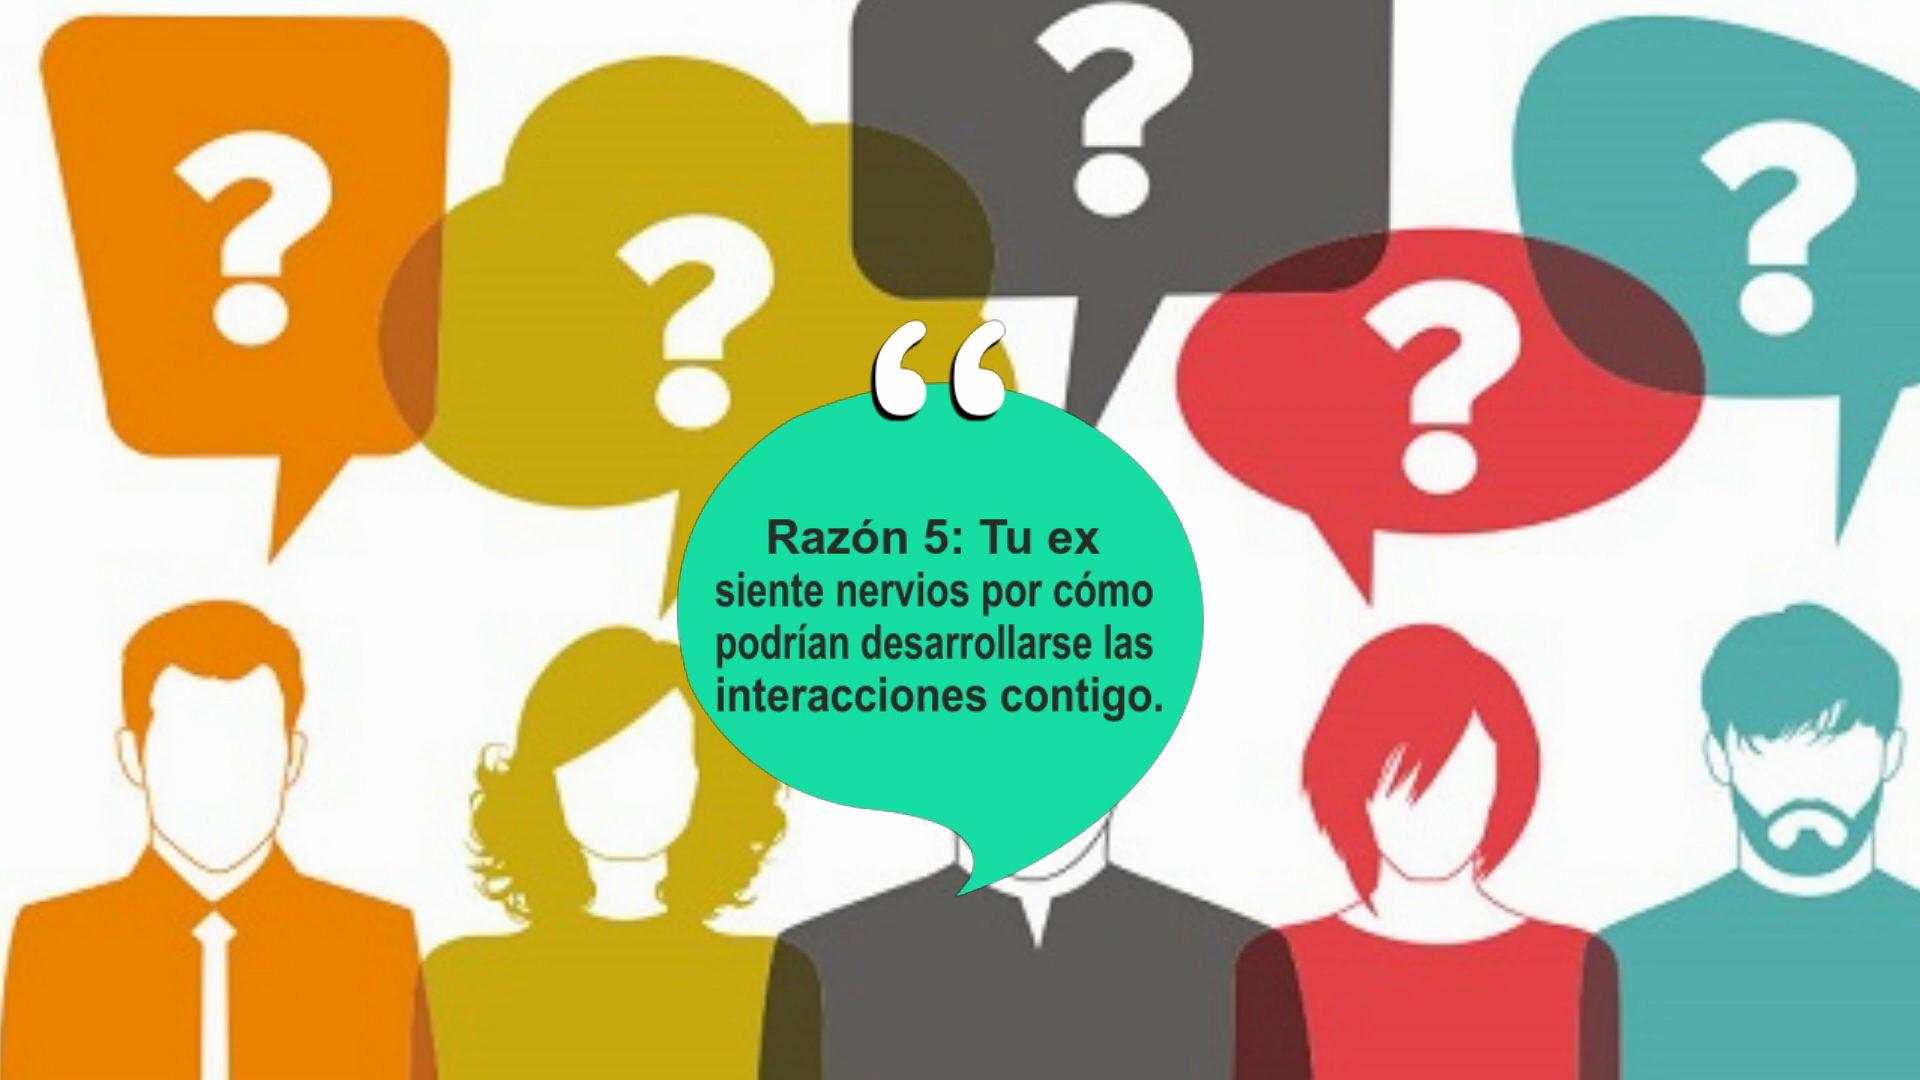 ?
?
?
?
?
“
Razón 5: Tu ex
siente nervios por cómo
podrían desarrollarse las
interacciones contigo.